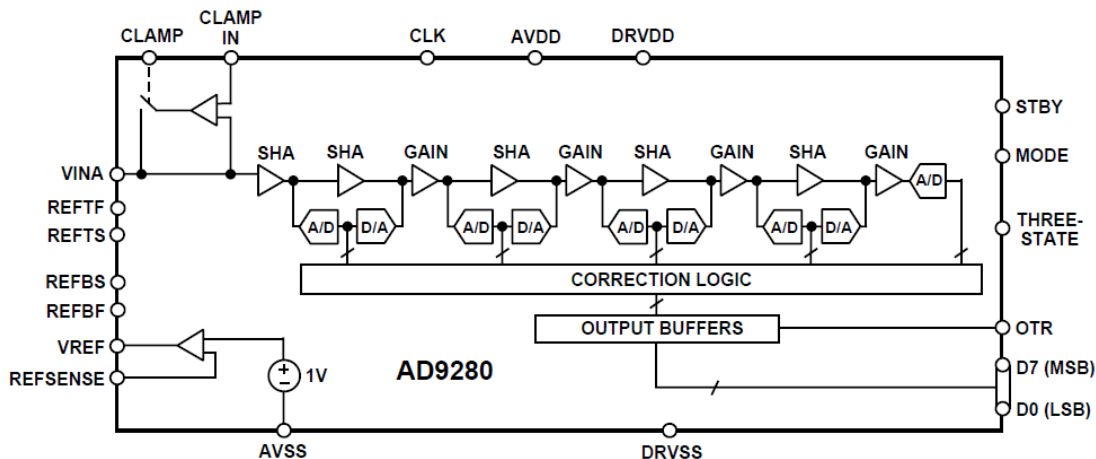 CLAMP
CLAMP
IN
CLK
AVDD
DRVDD
STBY
MODE
THREE-
STATE
OTR
D7 (MSB)
D0 (LSB)
VINA
REFTF
REFTS
REFBS
REFBF
VREF
REFSENSE
SHA
SHA
GAIN
SHA
GAIN
SHA
GAIN
SHA
GAIN
A/D
A/D
D/A
A/D
D/A
A/D
D/A
A/D
D/A
CORRECTION LOGIC
OUTPUT BUFFERS
+
−
1V
AD9280
AVSS
DRVSS